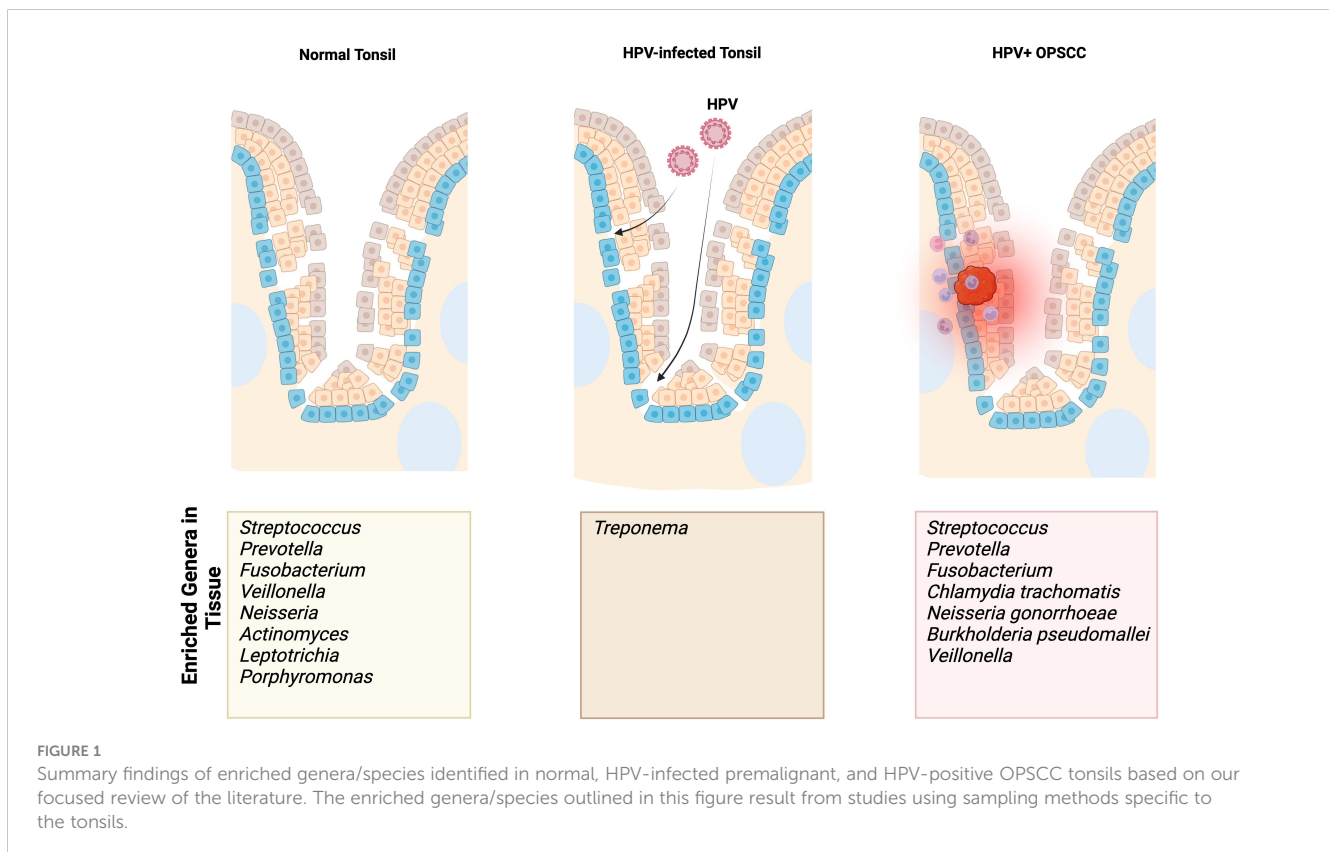 Normal Tonsil
HPV-infected Tonsil
HPV+ OPSCC
HPV
Enriched Genera in
Tissue
Streptococcus
Prevotella
Fusobacterium
Veillonella
Neisseria
Actinomyces
Leptotrichia
Porphyromonas
Treponema
Streptococcus
Prevotella
Fusobacterium
Chlamydia trachomatis
Neisseria gonorrhoeae
Burkholderia pseudomallei
Veillonella
FIGURE 1
Summary findings of enriched genera/species identified in normal, HPV-infected premalignant, and HPV-positive OPSCC tonsils based on our
focused review of the literature. The enriched genera/species outlined in this figure result from studies using sampling methods specific to
the tonsils.